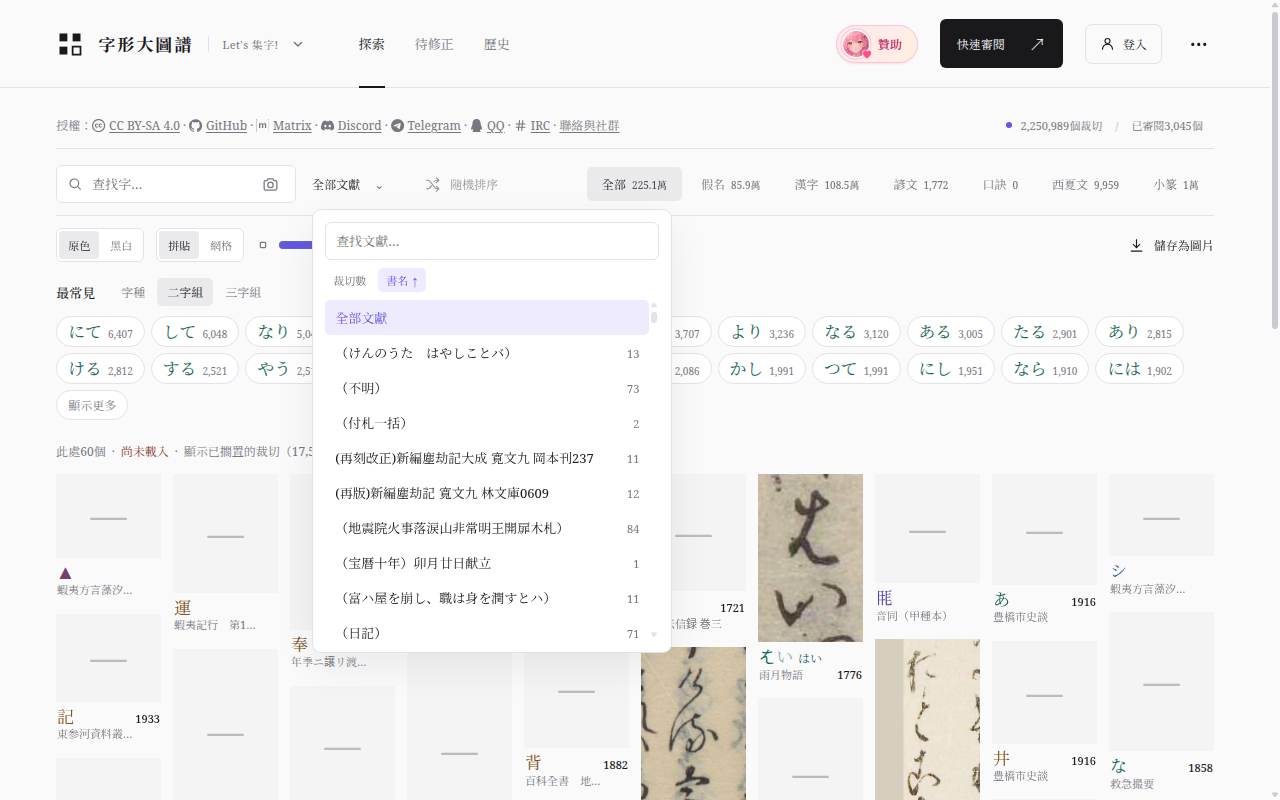 字形大圖譜 Let's 集字! 探索 待修正 歷史 贊助 快速審閱 登入
授權：CC BY-SA 4.0 · GitHub · Matrix · Discord · Telegram · QQ · IRC · 聯絡與社群 2,250,989個裁切 / 已審閱3,045個
查找字... 全部文獻 隨機排序 全部 225.1萬 假名 85.9萬 漢字 108.5萬 諺文 1,772 口訣 0 西夏文 9,959 小篆 1萬
原色 黑白 拼貼 網格 儲存為圖片
查找文獻...
裁切數 書名 ↑
最常見 字種 二字組 三字組
全部文獻
にて 6,407 して 6,048 なり 3,707 より 3,236 なる 3,120 ある 3,005 たる 2,901 あり 2,815
（けんのうた　はやしことバ） 13
ける 2,812 する 2,521 やう 2,086 かし 1,991 つて 1,991 にし 1,951 なら 1,910 には 1,902
（不明） 73
顯示更多
（付札一括） 2
此處60個 · 尚未載入 · 顯示已擱置的裁切
(再刻改正)新編塵劫記大成 寛文九 岡本刊237 11
(再版)新編塵劫記 寛文九 林文庫0609 12
（地震院火事落涙山非常明王開扉木札） 84
（宝暦十年）卯月廿日献立 1
（富ハ屋を崩し、職は身を潤すとハ） 11
（日記） 71
▲
蝦夷方言藻汐...
運
蝦夷記行　第1...
奉
年季ニ譲リ渡...
1721
信録 巻三
はい
雨月物語 1776
音同（甲種本）
あ 1916
豊橋市史談
シ
蝦夷方言藻汐...
記 1933
東参河資料叢...
背 1882
百科全書　地...
井 1916
豊橋市史談
な 1858
救急撮要